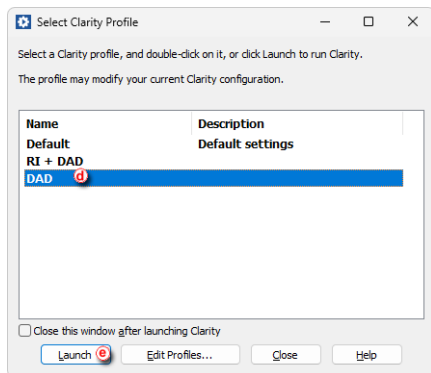 Select Clarity Profile
Select a Clarity profile, and double-click on it, or click Launch to run Clarity.
The profile may modify your current Clarity configuration.
Name Description
Default Default settings
RI + DAD
DAD d
Close this window after launching Clarity
Launch e Edit Profiles... Close Help